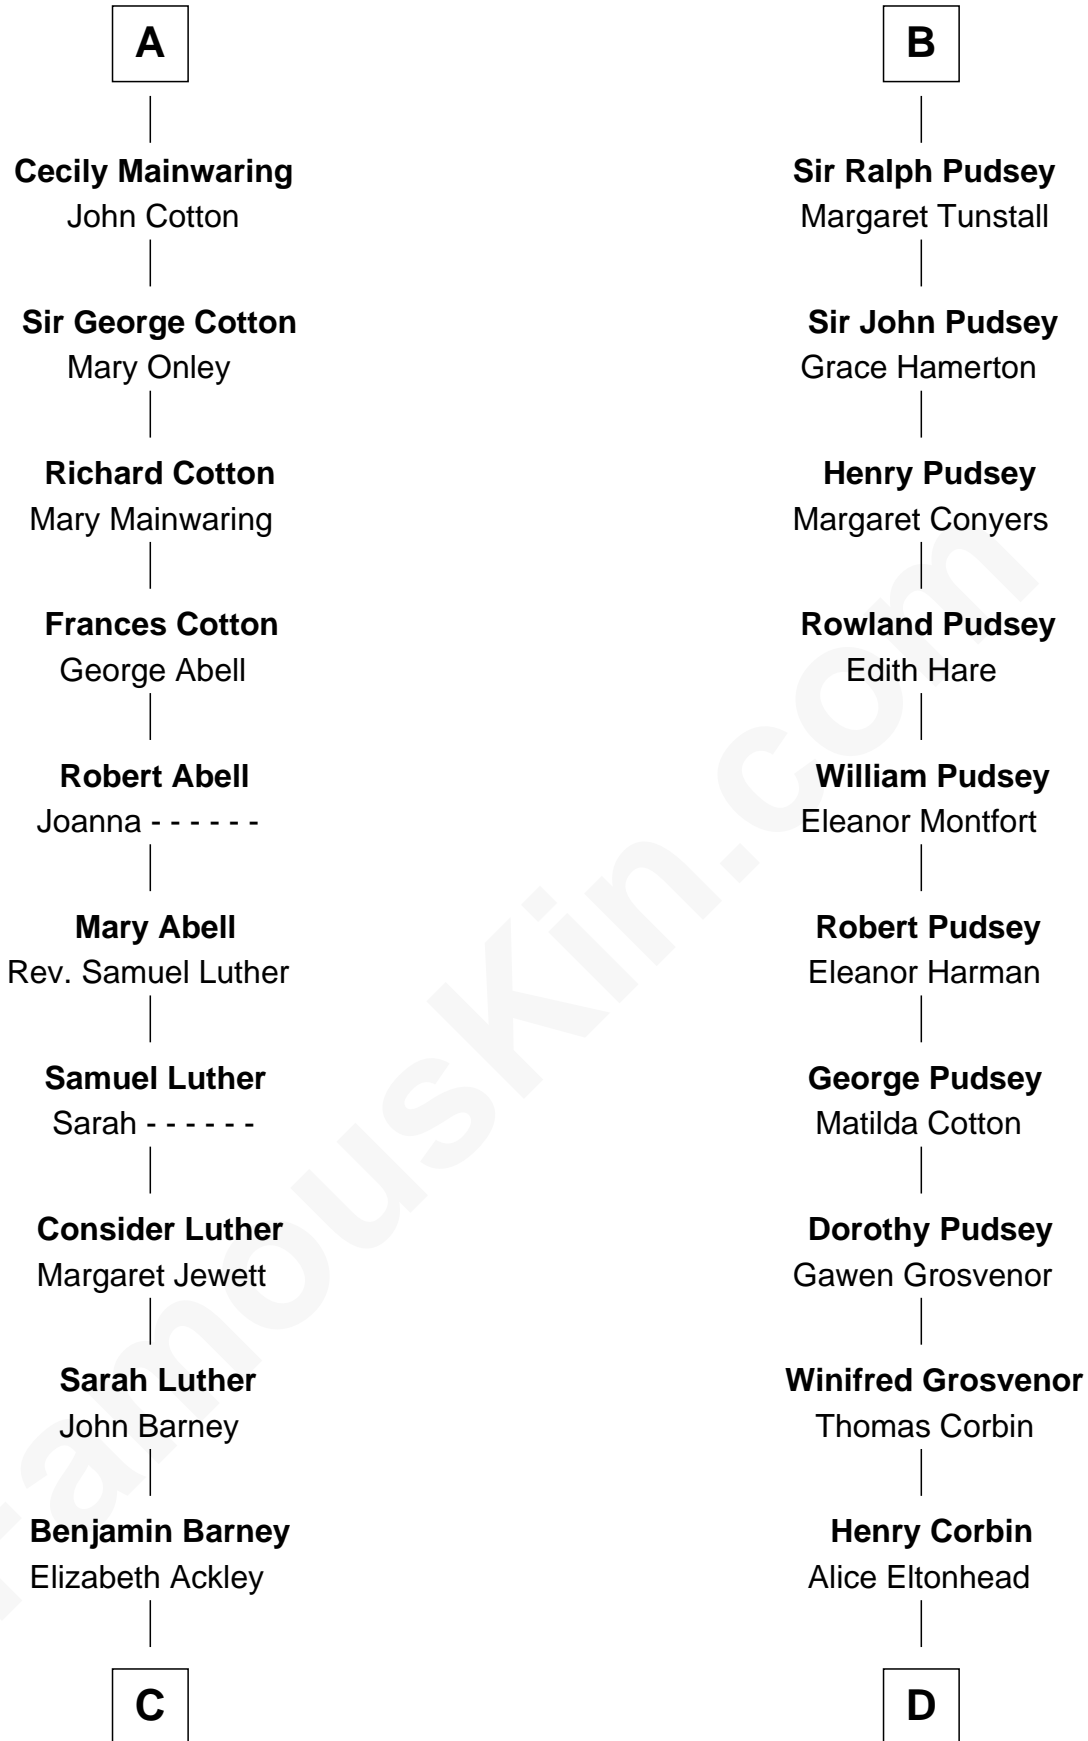 A
Cecily Mainwaring
John Cotton
Sir George Cotton
Mary Onley
Richard Cotton
Mary Mainwaring
Frances Cotton
George Abell
Robert Abell
Joanna - - - - - -
Mary Abell
Rev. Samuel Luther
Samuel Luther
Sarah - - - - - -
Consider Luther
Margaret Jewett
Sarah Luther
John Barney
Benjamin Barney
Elizabeth Ackley
C
B
Sir Ralph Pudsey
Margaret Tunstall
Sir John Pudsey
Grace Hamerton
Henry Pudsey
Margaret Conyers
Rowland Pudsey
Edith Hare
William Pudsey
Eleanor Montfort
Robert Pudsey
Eleanor Harman
George Pudsey
Matilda Cotton
Dorothy Pudsey
Gawen Grosvenor
Winifred Grosvenor
Thomas Corbin
Henry Corbin
Alice Eltonhead
D
FamousKin.com